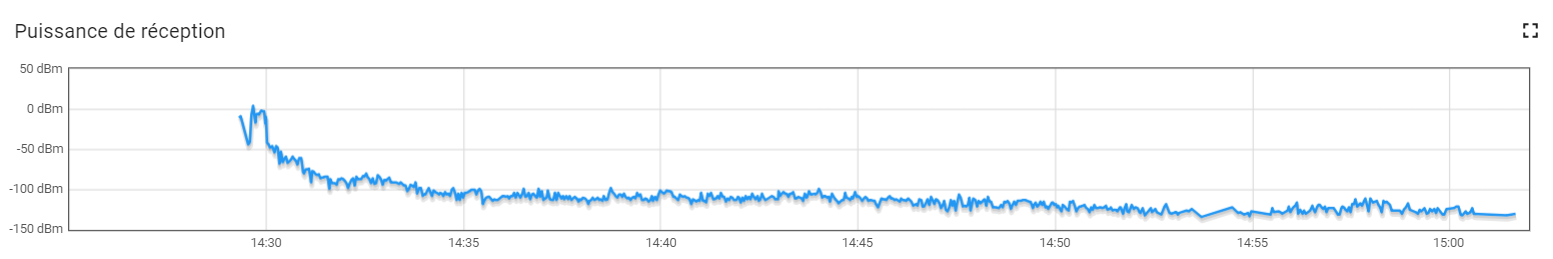 Puissance de réception
50 dBm
0 dBm
-50 dBm
-100 dBm
-150 dBm
14:30 14:35 14:40 14:45 14:50 14:55 15:00